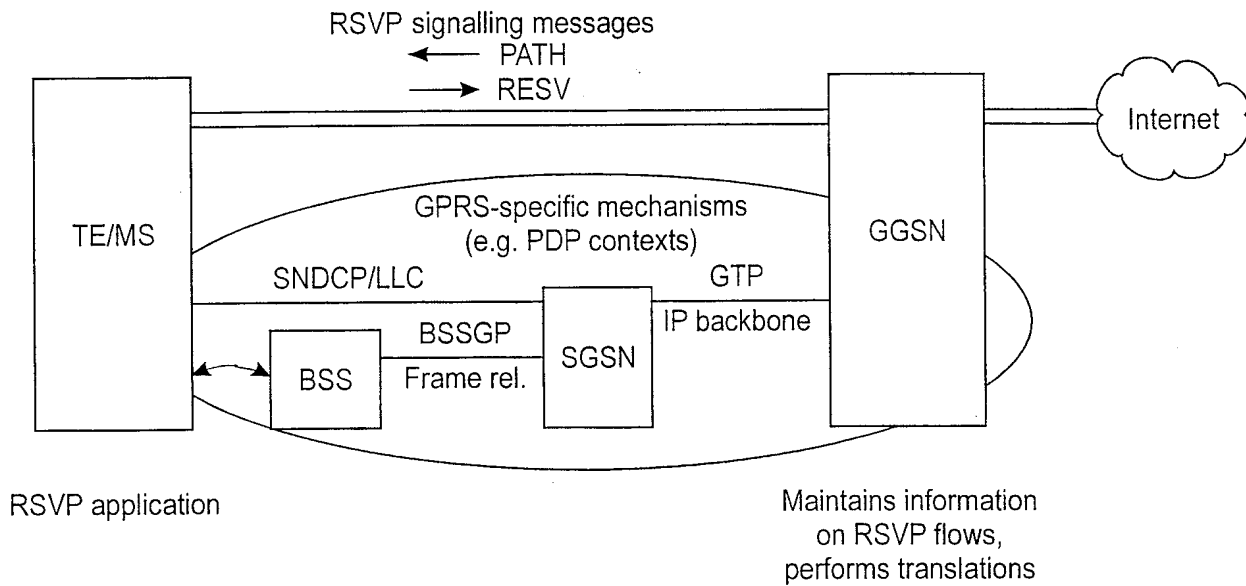 RSVP signalling messages
PATH
RESV
Internet
TE/MS
GPRS-specific mechanisms
(e.g. PDP contexts)
GGSN
SNDCP/LLC
GTP
IP backbone
BSSGP
SGSN
BSS
Frame rel.
RSVP application
Maintains information
on RSVP flows,
performs translations